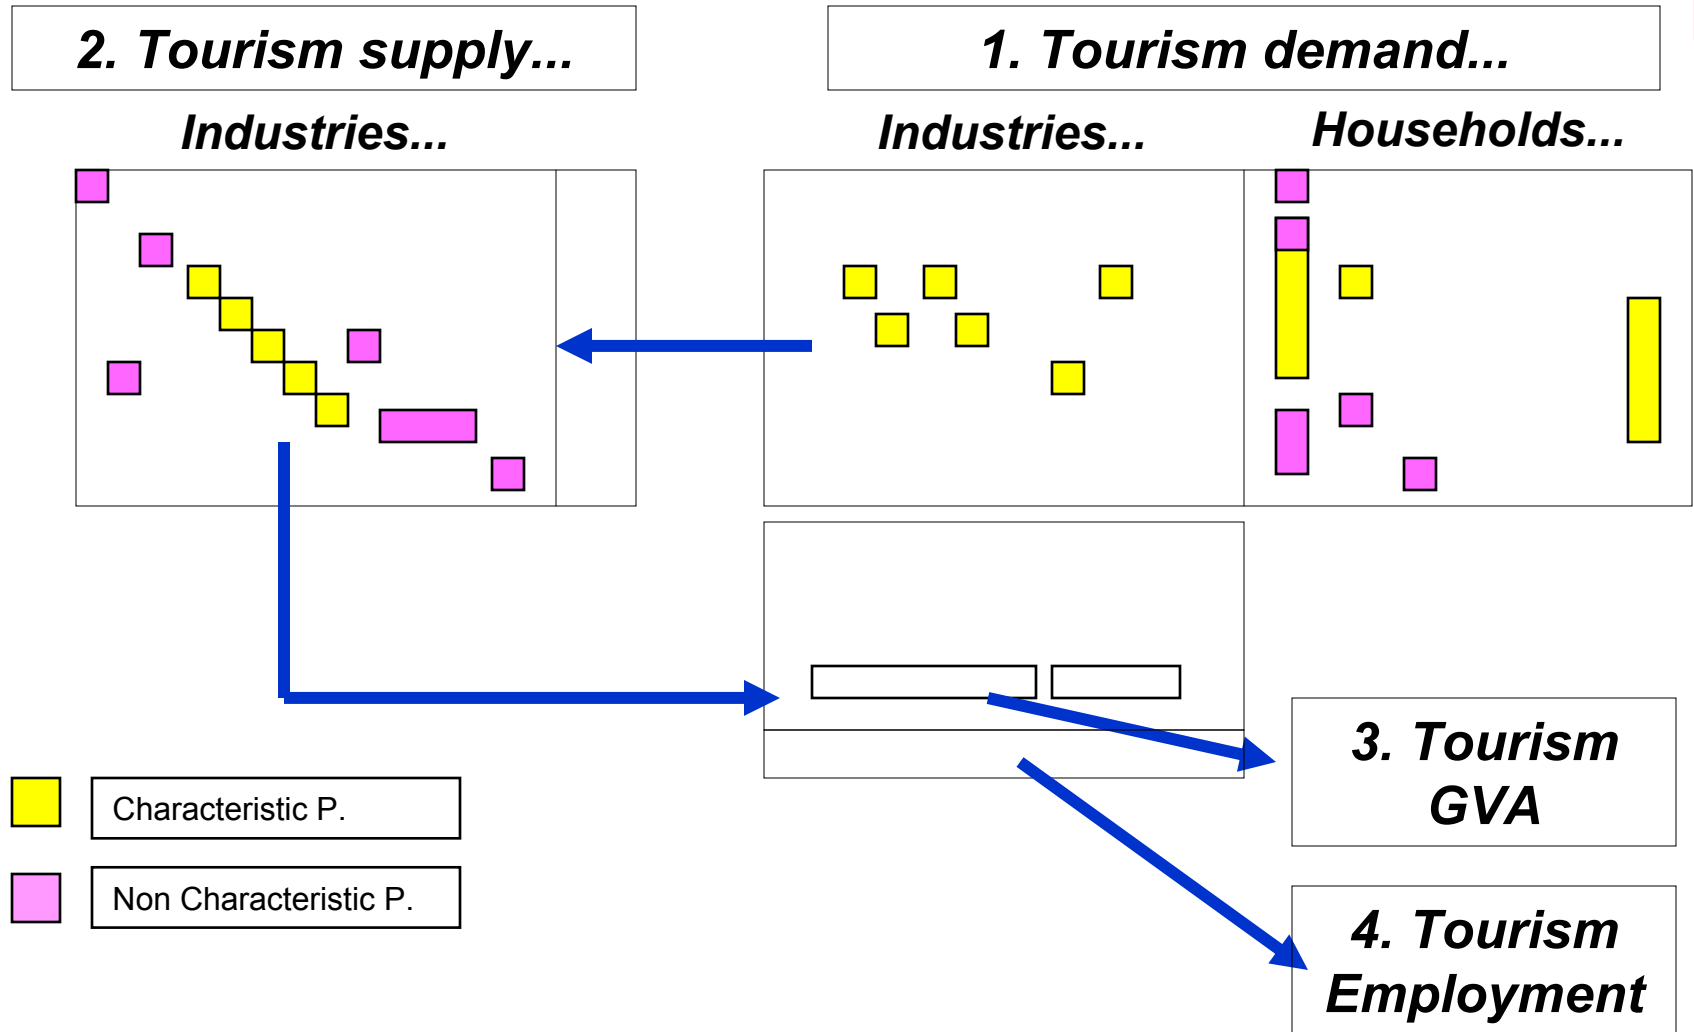 2. Tourism supply...
1. Tourism demand...
Industries...
Industries...
Households...
3. Tourism
GVA
Characteristic P.
Non Characteristic P.
4. Tourism
Employment